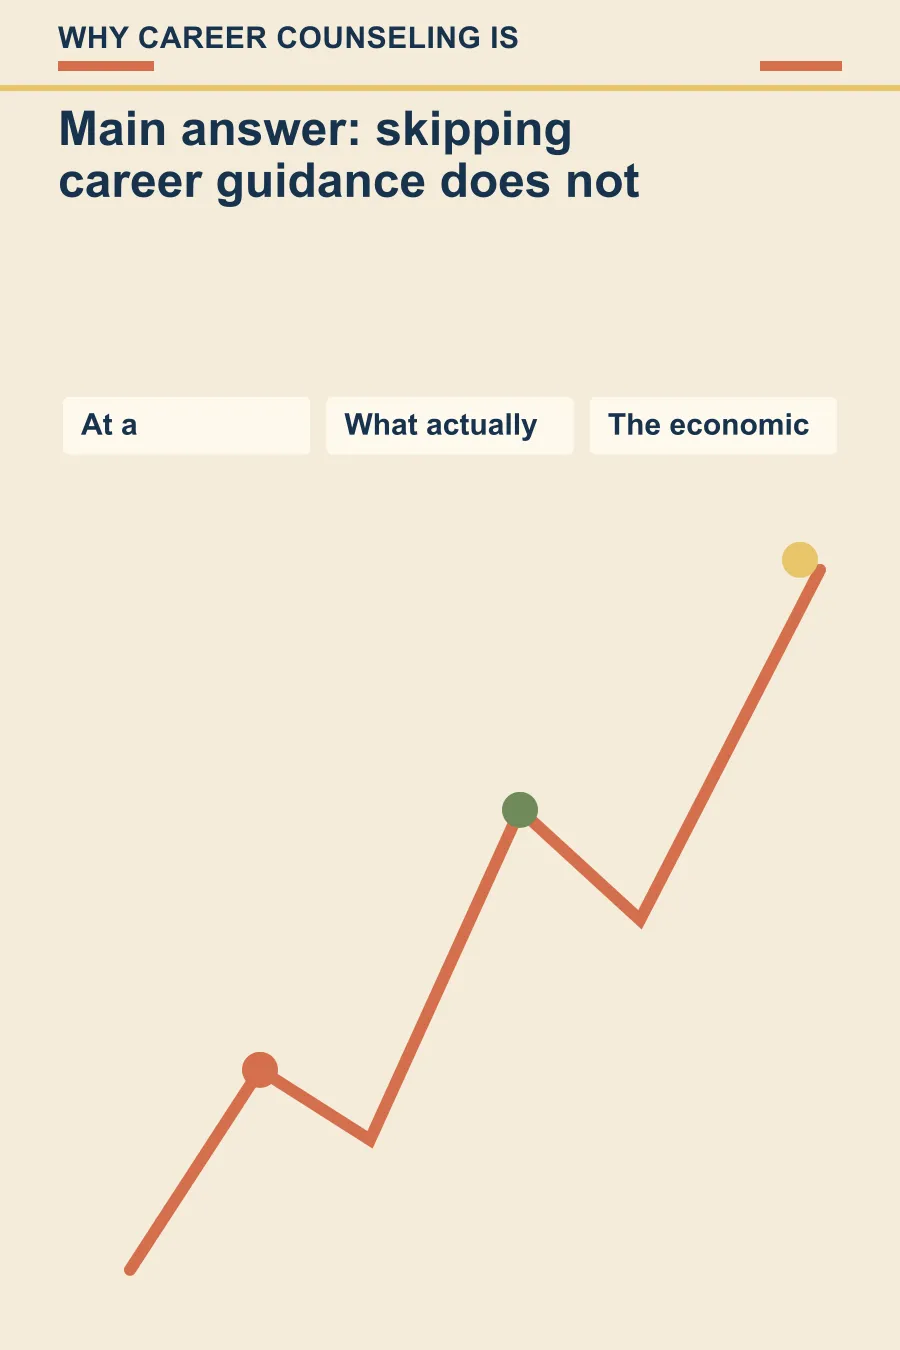 WHY CAREER COUNSELING IS
Main answer: skipping
career guidance does not
At a
What actually
The economic